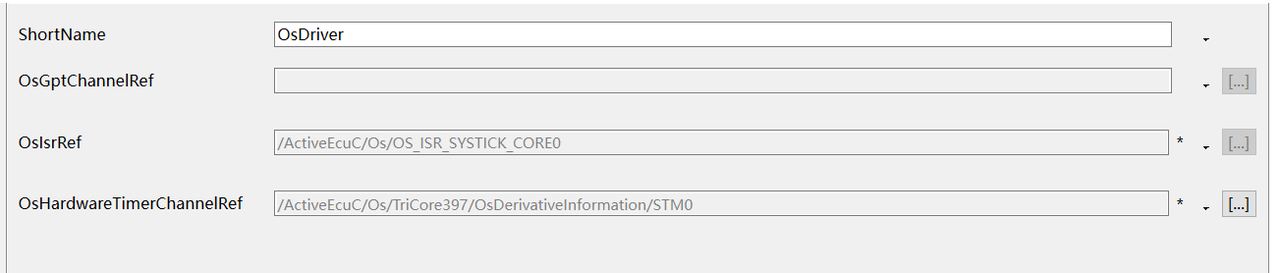 ShortName OsDriver
OsGptChannelRef [...]
OsIsrRef /ActiveEcuC/Os/OS_ISR_SYSTICK_CORE0 * [...]
OsHardwareTimerChannelRef /ActiveEcuC/Os/TriCore397/OsDerivativeInformation/STM0 * [...]